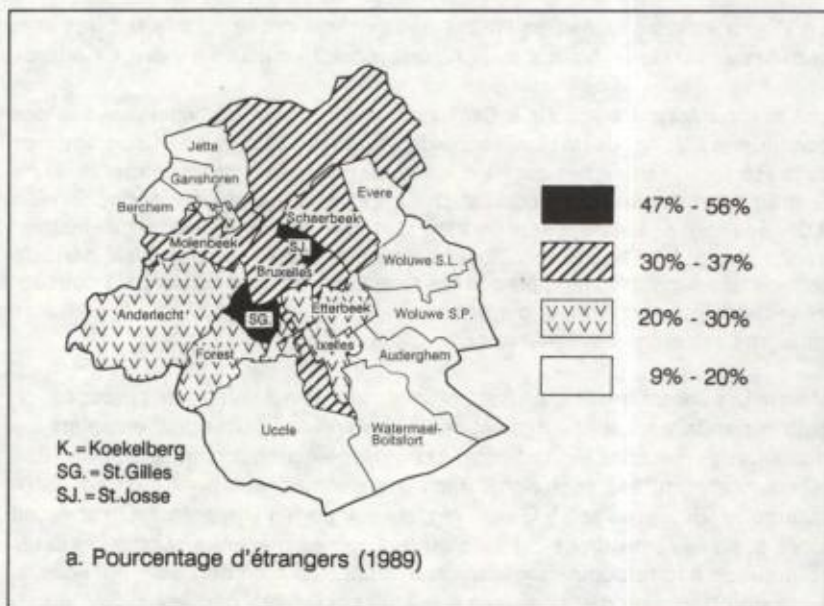 Jette
Ganshoren
Berchem
Evere
Schaerbeek
Molenbeek
SJ.
Woluwe S.L.
Bruxelles
Anderlecht
SG.
Etterbeek
Woluwe S.P.
Ixelles
Forest
Auderghem
Uccle
Watermael-
Boitsfort
47% - 56%
30% - 37%
20% - 30%
9% - 20%
K. = Koekelberg
SG. = St.Gilles
SJ. = St.Josse
a. Pourcentage d'étrangers (1989)